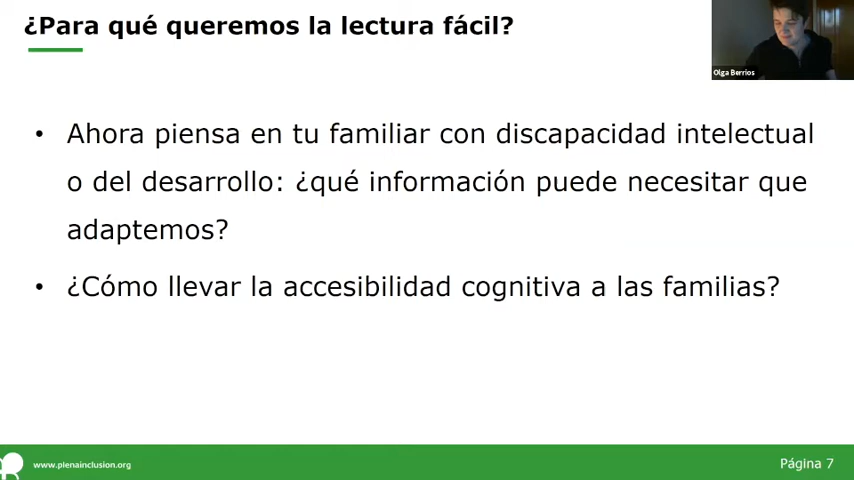 ¿Para qué queremos la lectura fácil?
Olga Berrios
• Ahora piensa en tu familiar con discapacidad intelectual
o del desarrollo: ¿qué información puede necesitar que
adaptemos?
• ¿Cómo llevar la accesibilidad cognitiva a las familias?
www.plenainclusion.org
Página 7